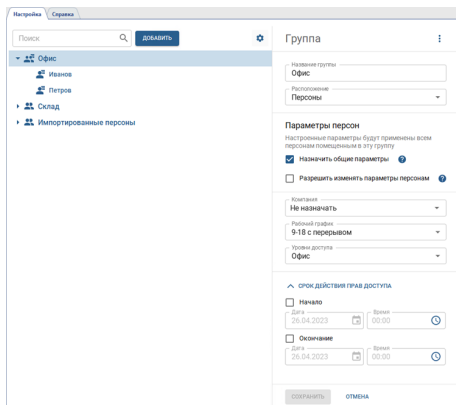 Настройка
Справка
Поиск
ДОБАВИТЬ
Офис
Иванов
Петров
Склад
Импортированные персоны
Группа
Название группы
Офис
Расположение
Персоны
Параметры персон
Настроенные параметры будут применены всем
персонам помещенным в эту группу
Назначить общие параметры
Разрешить изменять параметры персонам
Компания
Не назначать
Рабочий график
9-18 с перерывом
Уровни доступа
Офис
СРОК ДЕЙСТВИЯ ПРАВ ДОСТУПА
Начало
Дата
Время
26.04.2023
00:00
Окончание
Дата
Время
26.04.2023
00:00
СОХРАНИТЬ
ОТМЕНА